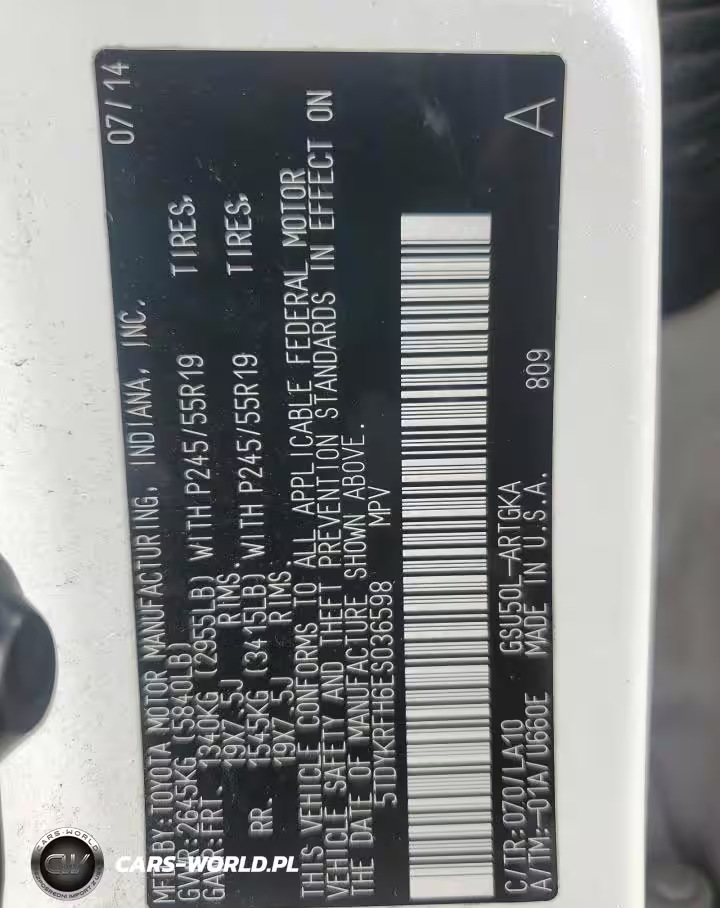 MFD BY: TOYOTA MOTOR MANUFACTURING, INDIANA, INC. 07/14
GVWR: 2645KG (5840LB)
GAWR: FRT. 1340KG (2955LB) WITH P245/55R19 TIRES,
19X7.5J RIMS.
RR. 1545KG (3415LB) WITH P245/55R19 TIRES,
19X7.5J RIMS.
THIS VEHICLE CONFORMS TO ALL APPLICABLE FEDERAL MOTOR
VEHICLE SAFETY AND THEFT PREVENTION STANDARDS IN EFFECT ON
THE DATE OF MANUFACTURE SHOWN ABOVE.
5TDYKRFH6ES036598 MPV
C/TR: 070/LA10 GSU50L-ARTGKA 809 A
A/TM: -01A/U660E MADE IN U.S.A.
CARS-WORLD
CW
CARS-WORLD.PL